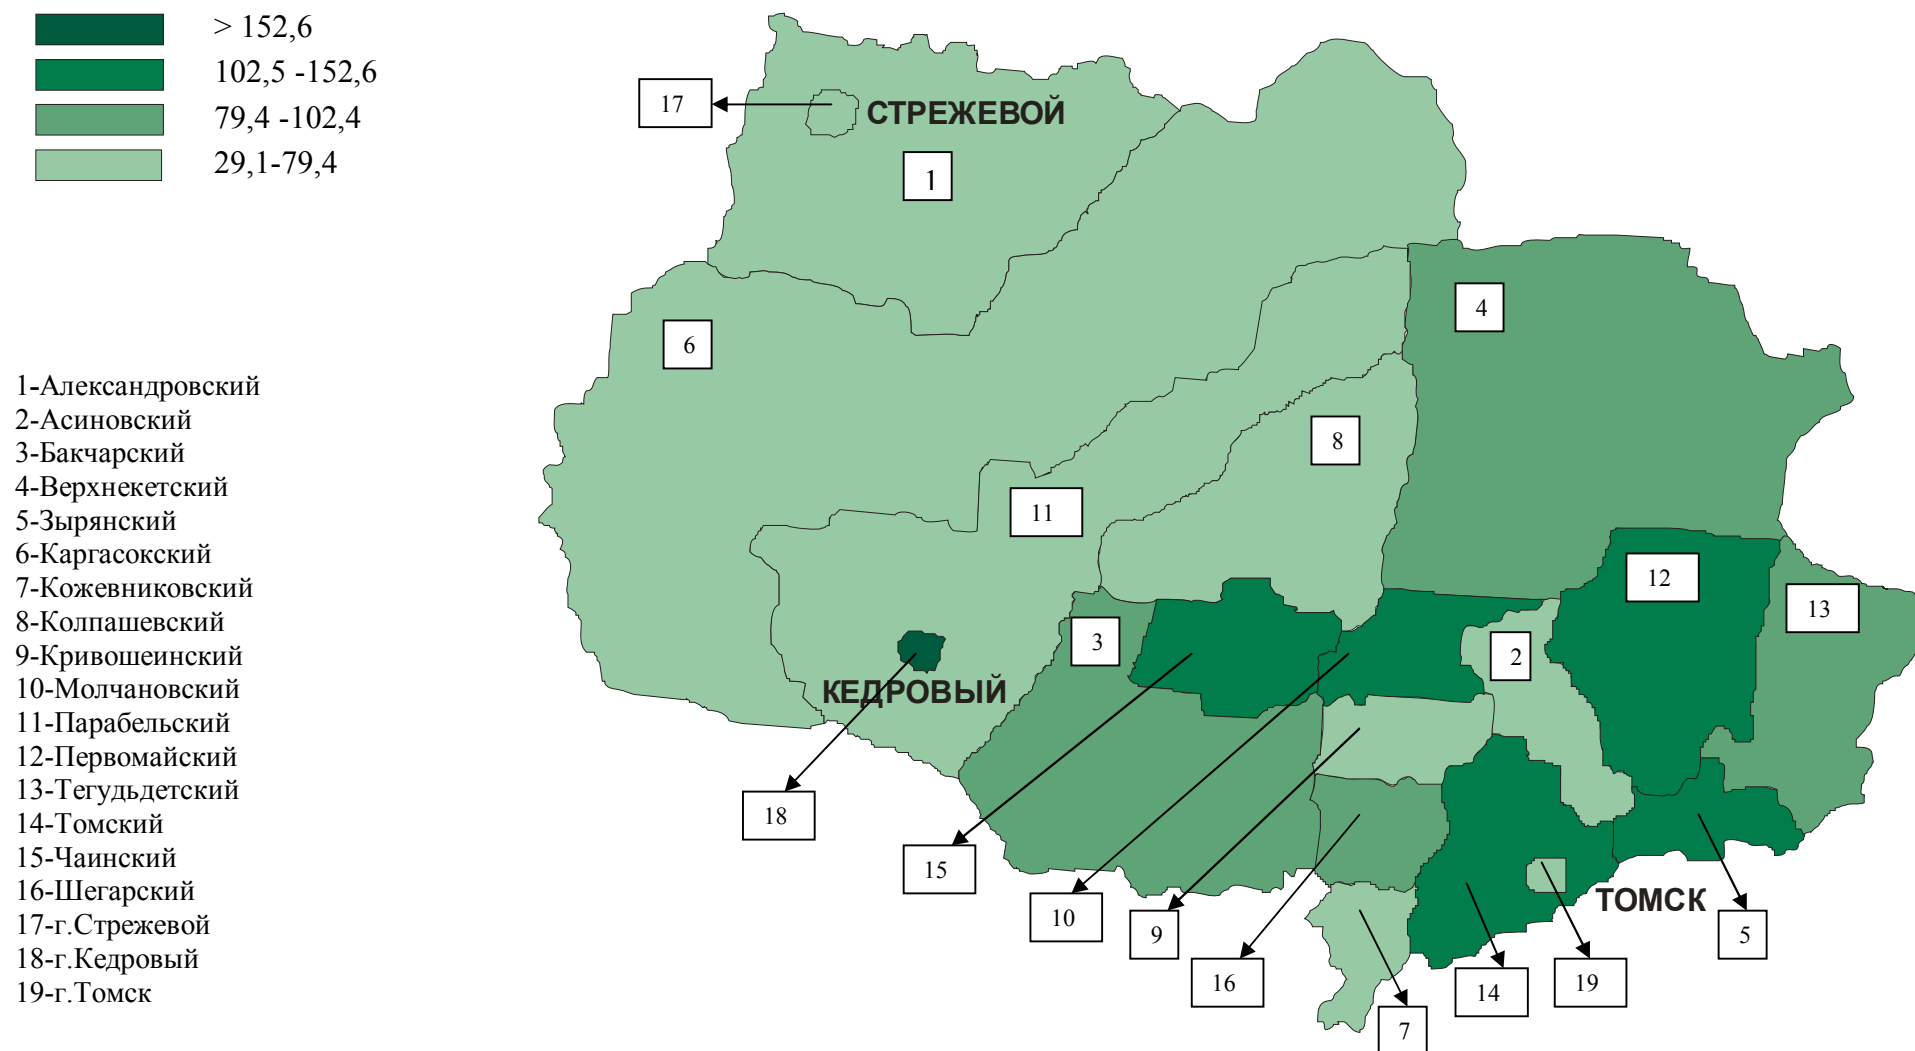 > 152,6
102,5 -152,6
79,4 -102,4
29,1-79,4
1-Александровский
2-Асиновский
3-Бакчарский
4-Верхнекетский
5-Зырянский
6-Каргасокский
7-Кожевниковский
8-Колпашевский
9-Кривошеинский
10-Молчановский
11-Парабельский
12-Первомайский
13-Тегудьдетский
14-Томский
15-Чаинский
16-Шегарский
17-г.Стрежевой
18-г.Кедровый
19-г.Томск
17
СТРЕЖЕВОЙ
1
4
6
8
11
12
13
3
2
КЕДРОВЫЙ
18
15
10
9
16
7
14
19
ТОМСК
5